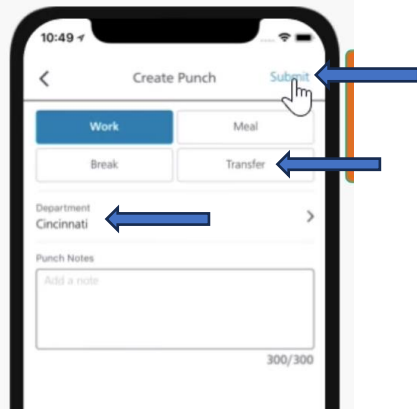 10:49
Create Punch Submit
Work Meal
Break Transfer
Department
Cincinnati
Punch Notes
Add a note
300/300